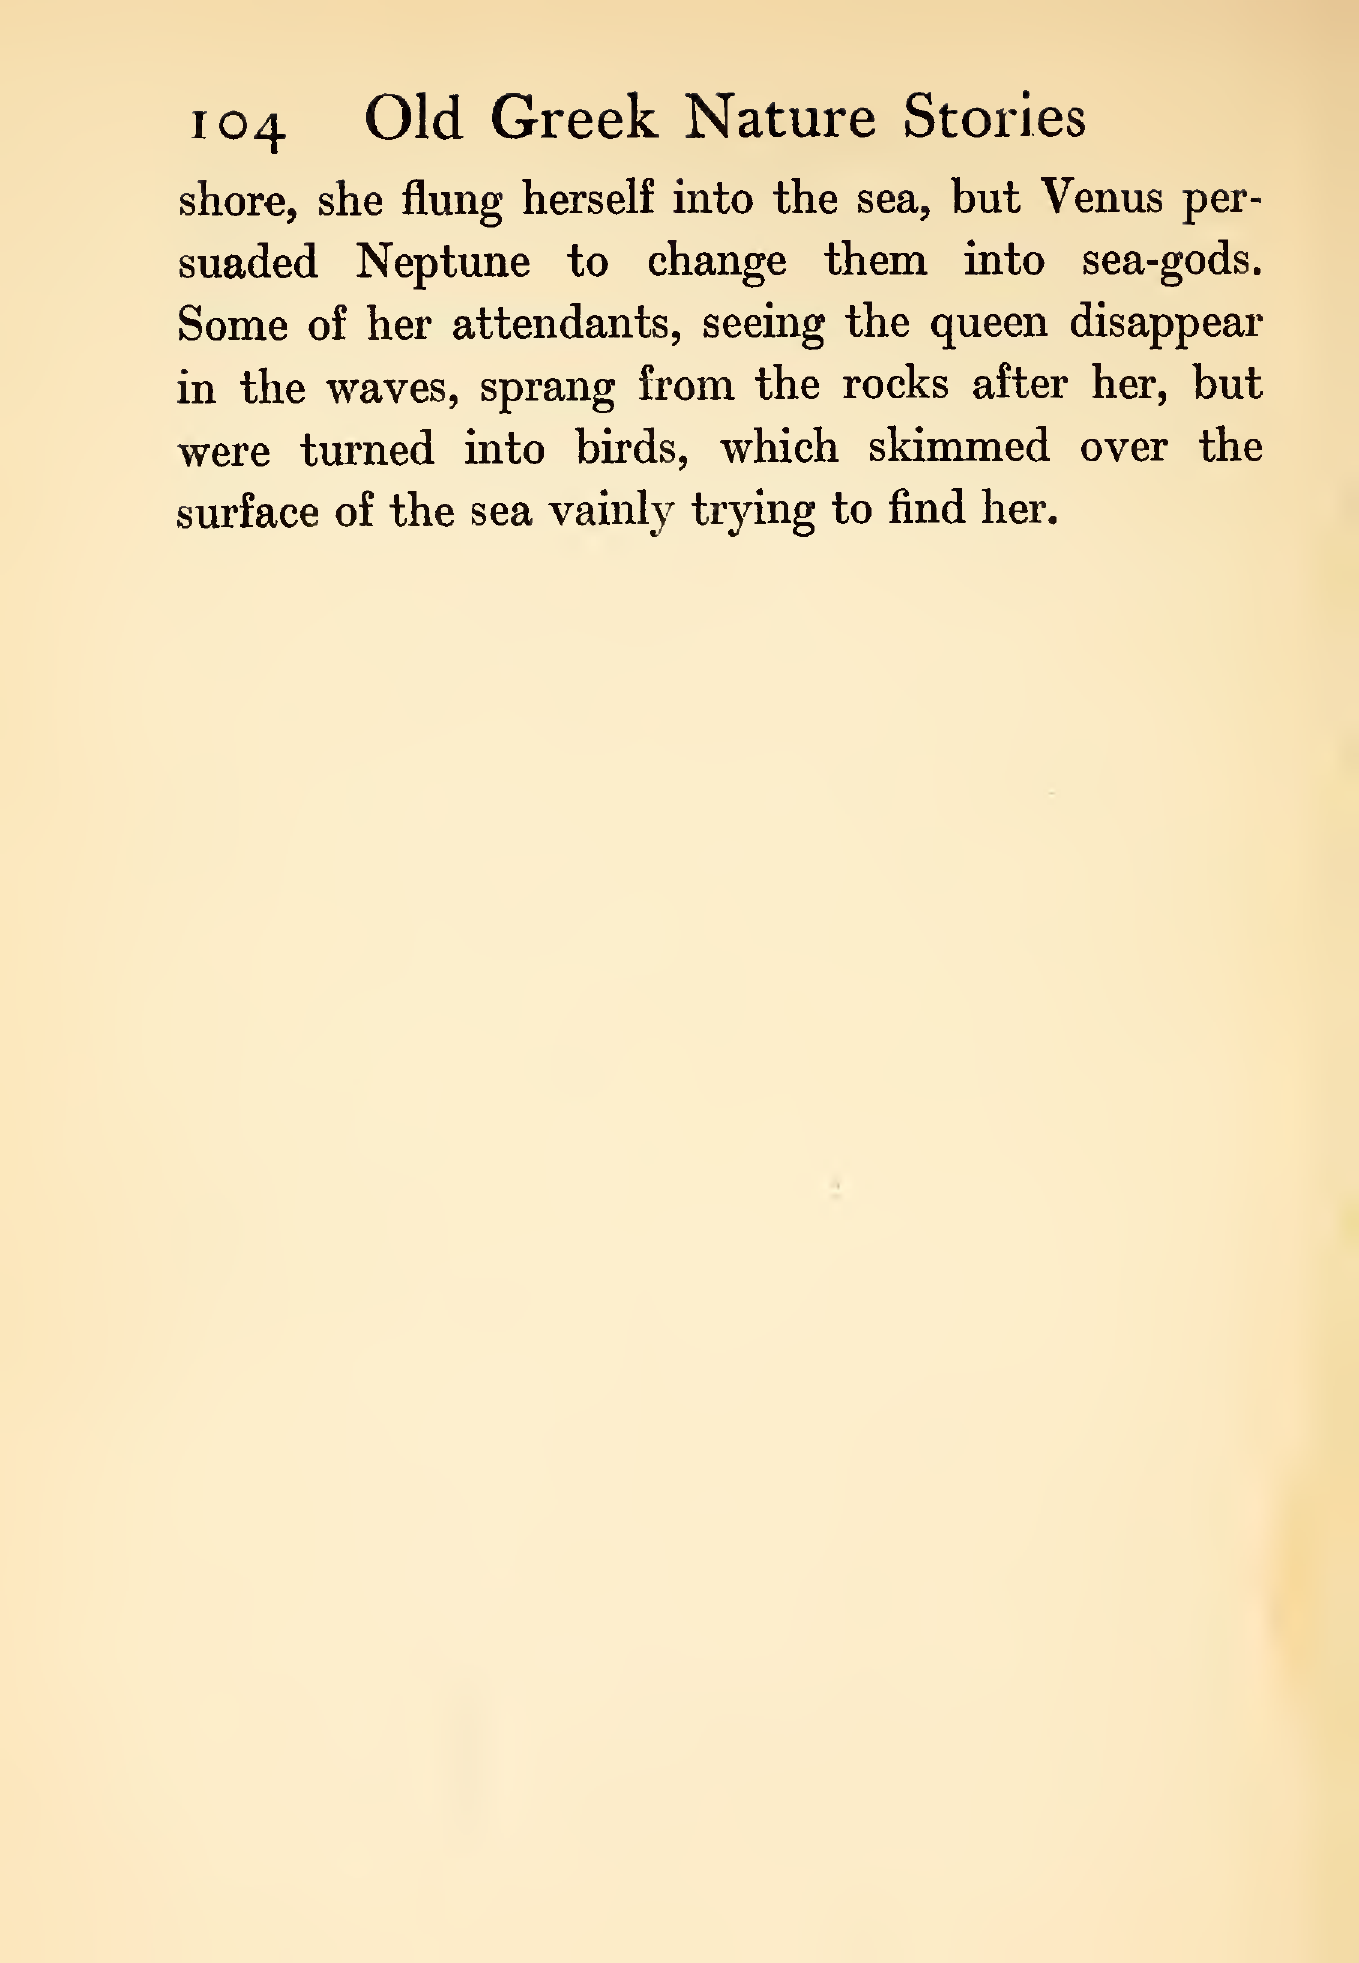 104 Old Greek Nature Stories
shore, she flung herself into the sea, but Venus per-
suaded Neptune to change them into sea-gods.
Some of her attendants, seeing the queen disappear
in the waves, sprang from the rocks after her, but
were turned into birds, which skimmed over the
surface of the sea vainly trying to find her.